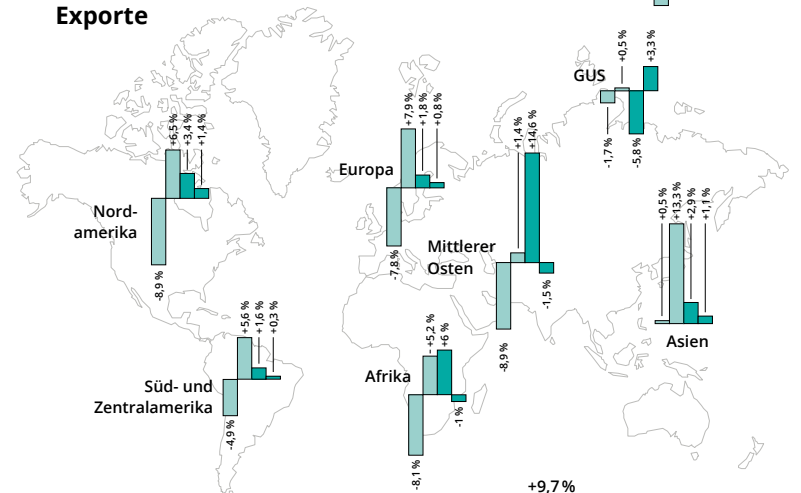 Exporte
GUS
-1,7 %
+0,5 %
-5,8 %
+3,3 %
Nord-
amerika
-8,9 %
+6,5 %
+3,4 %
+1,4 %
Europa
-7,8 %
+7,9 %
+1,8 %
+0,8 %
Mittlerer
Osten
-8,9 %
+1,4 %
+14,6 %
-1,5 %
Asien
+0,5 %
+13,3 %
+2,9 %
+1,1 %
Süd- und
Zentralamerika
-4,9 %
+5,6 %
+1,6 %
+0,3 %
Afrika
-8,1 %
+5,2 %
+6 %
-1 %
+9,7 %